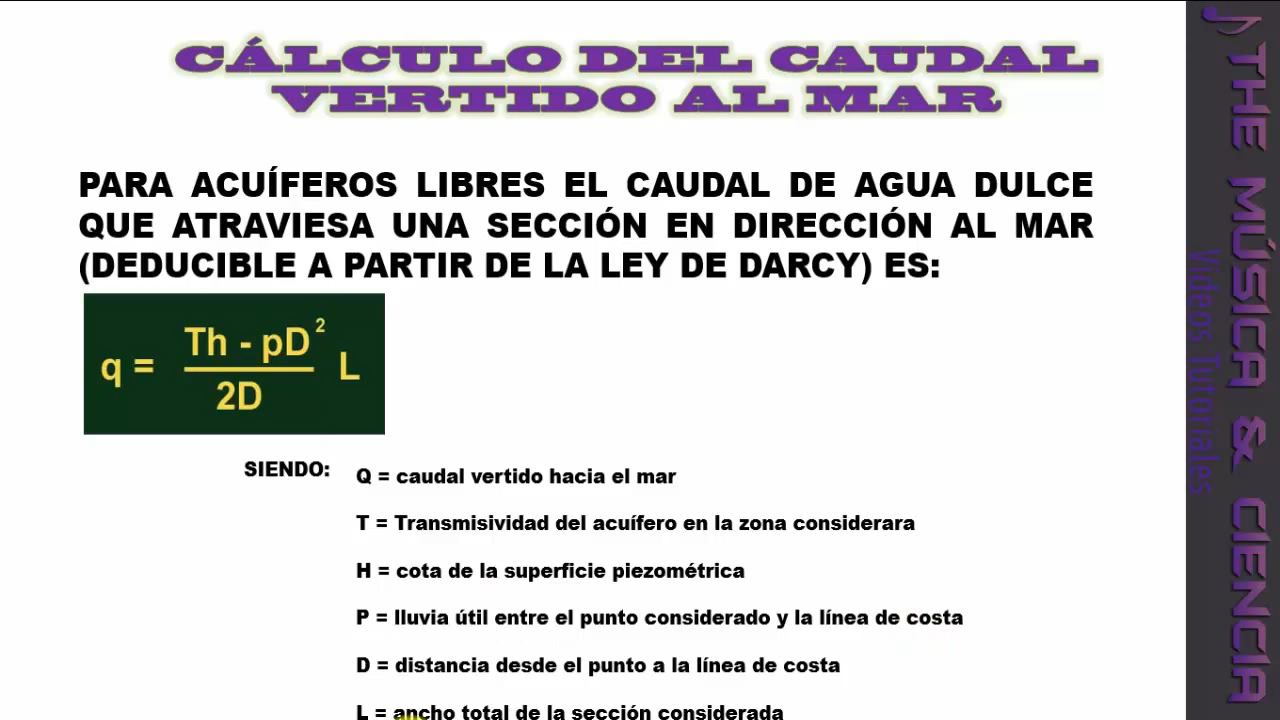 CÁLCULO DEL CAUDAL
VERTIDO AL MAR
PARA ACUÍFEROS LIBRES EL CAUDAL DE AGUA DULCE
QUE ATRAVIESA UNA SECCIÓN EN DIRECCIÓN AL MAR
(DEDUCIBLE A PARTIR DE LA LEY DE DARCY) ES:
q = Th - pD² / 2D L
SIENDO:
Q = caudal vertido hacia el mar
T = Transmisividad del acuífero en la zona considerara
H = cota de la superficie piezométrica
P = lluvia útil entre el punto considerado y la línea de costa
D = distancia desde el punto a la línea de costa
L = ancho total de la sección considerada
THE MÚSICA & CIENCIA
Videos Tutoriales